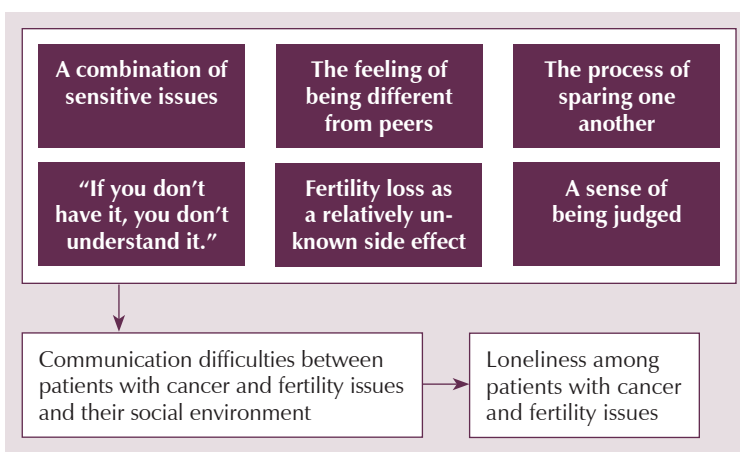 A combination of
sensitive issues
The feeling of
being different
from peers
The process of
sparing one
another
“If you don’t
have it, you don’t
understand it.”
Fertility loss as
a relatively un-
known side effect
A sense of
being judged
Communication difficulties between
patients with cancer and fertility issues
and their social environment
Loneliness among
patients with cancer
and fertility issues